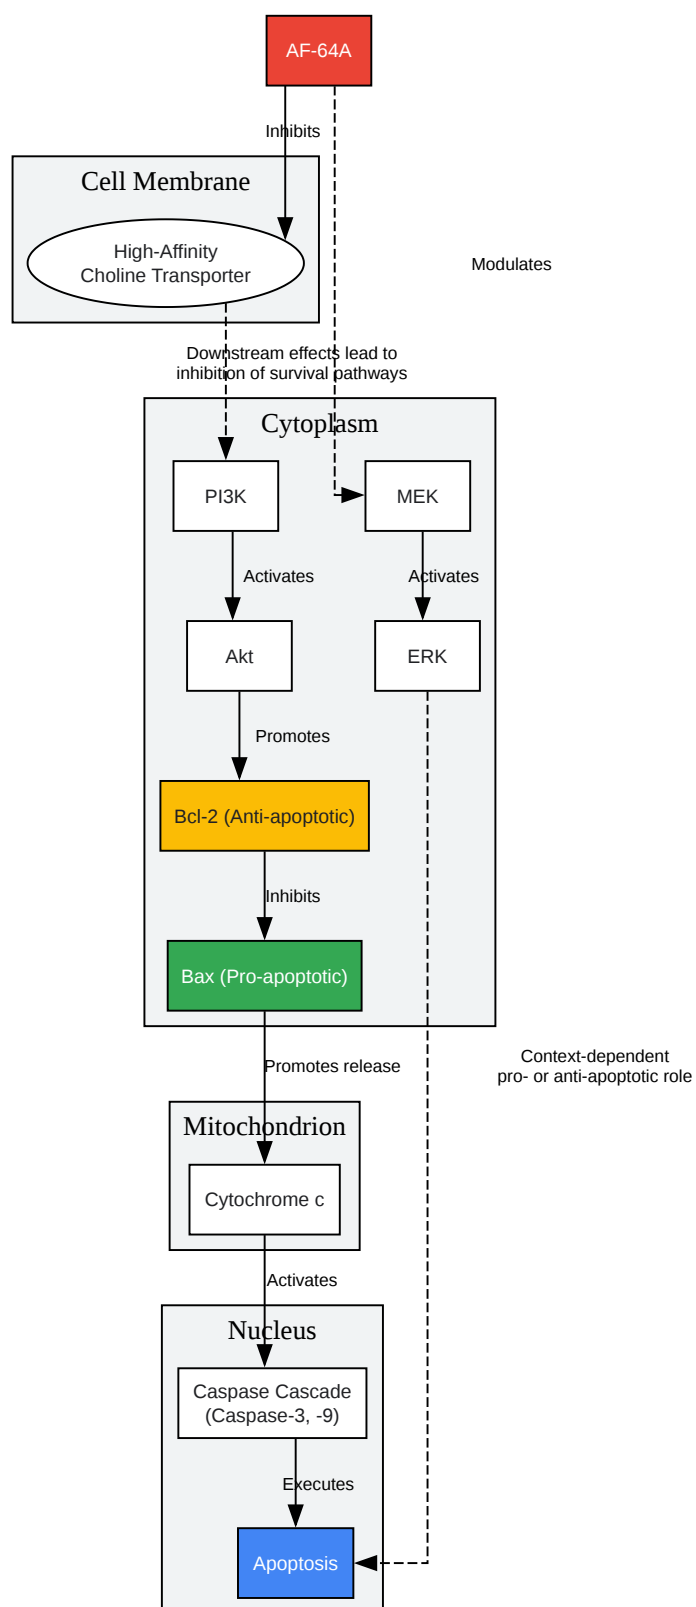 AF-64A
Inhibits
Cell Membrane
High-Affinity
Choline Transporter
Modulates
Downstream effects lead to
inhibition of survival pathways
Cytoplasm
PI3K
MEK
Activates
Activates
Akt
ERK
Promotes
Bcl-2 (Anti-apoptotic)
Inhibits
Bax (Pro-apoptotic)
Context-dependent
pro- or anti-apoptotic role
Promotes release
Mitochondrion
Cytochrome c
Activates
Nucleus
Caspase Cascade
(Caspase-3, -9)
Executes
Apoptosis